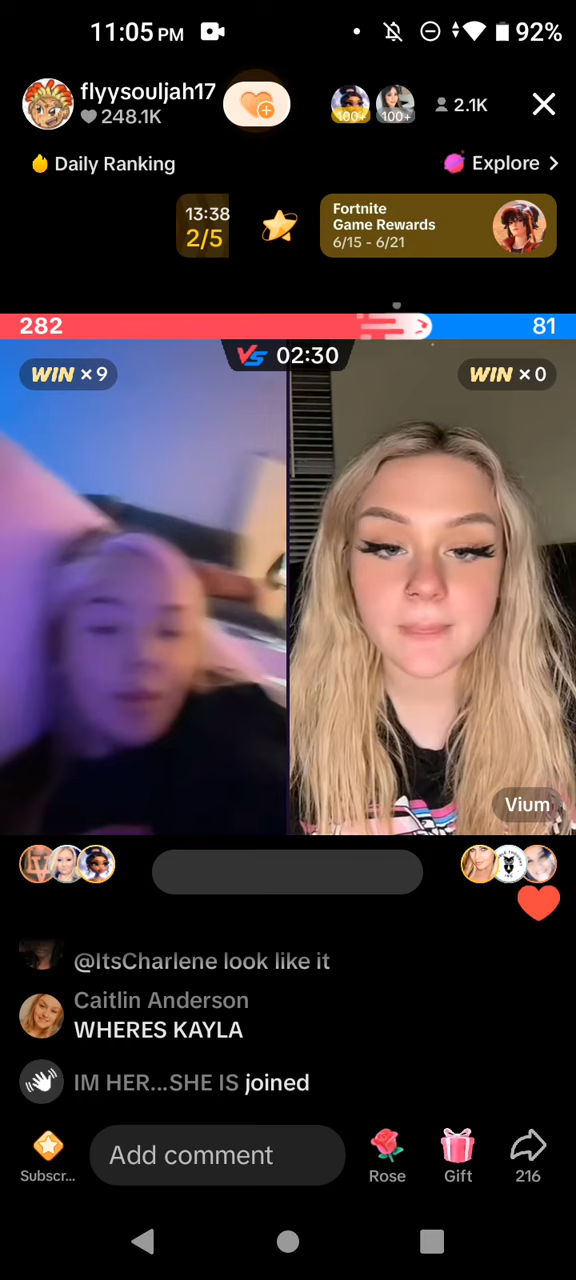 11:05 PM
92%
flyysouljah17
248.1K
100+
100+
2.1K
Daily Ranking
Explore >
13:38
2/5
Fortnite
Game Rewards
6/15 - 6/21
282
81
VS 02:30
WIN × 9
WIN × 0
Vium
@ItsCharlene look like it
Caitlin Anderson
WHERES KAYLA
IM HER...SHE IS joined
Add comment
Subscr...
Rose
Gift
216